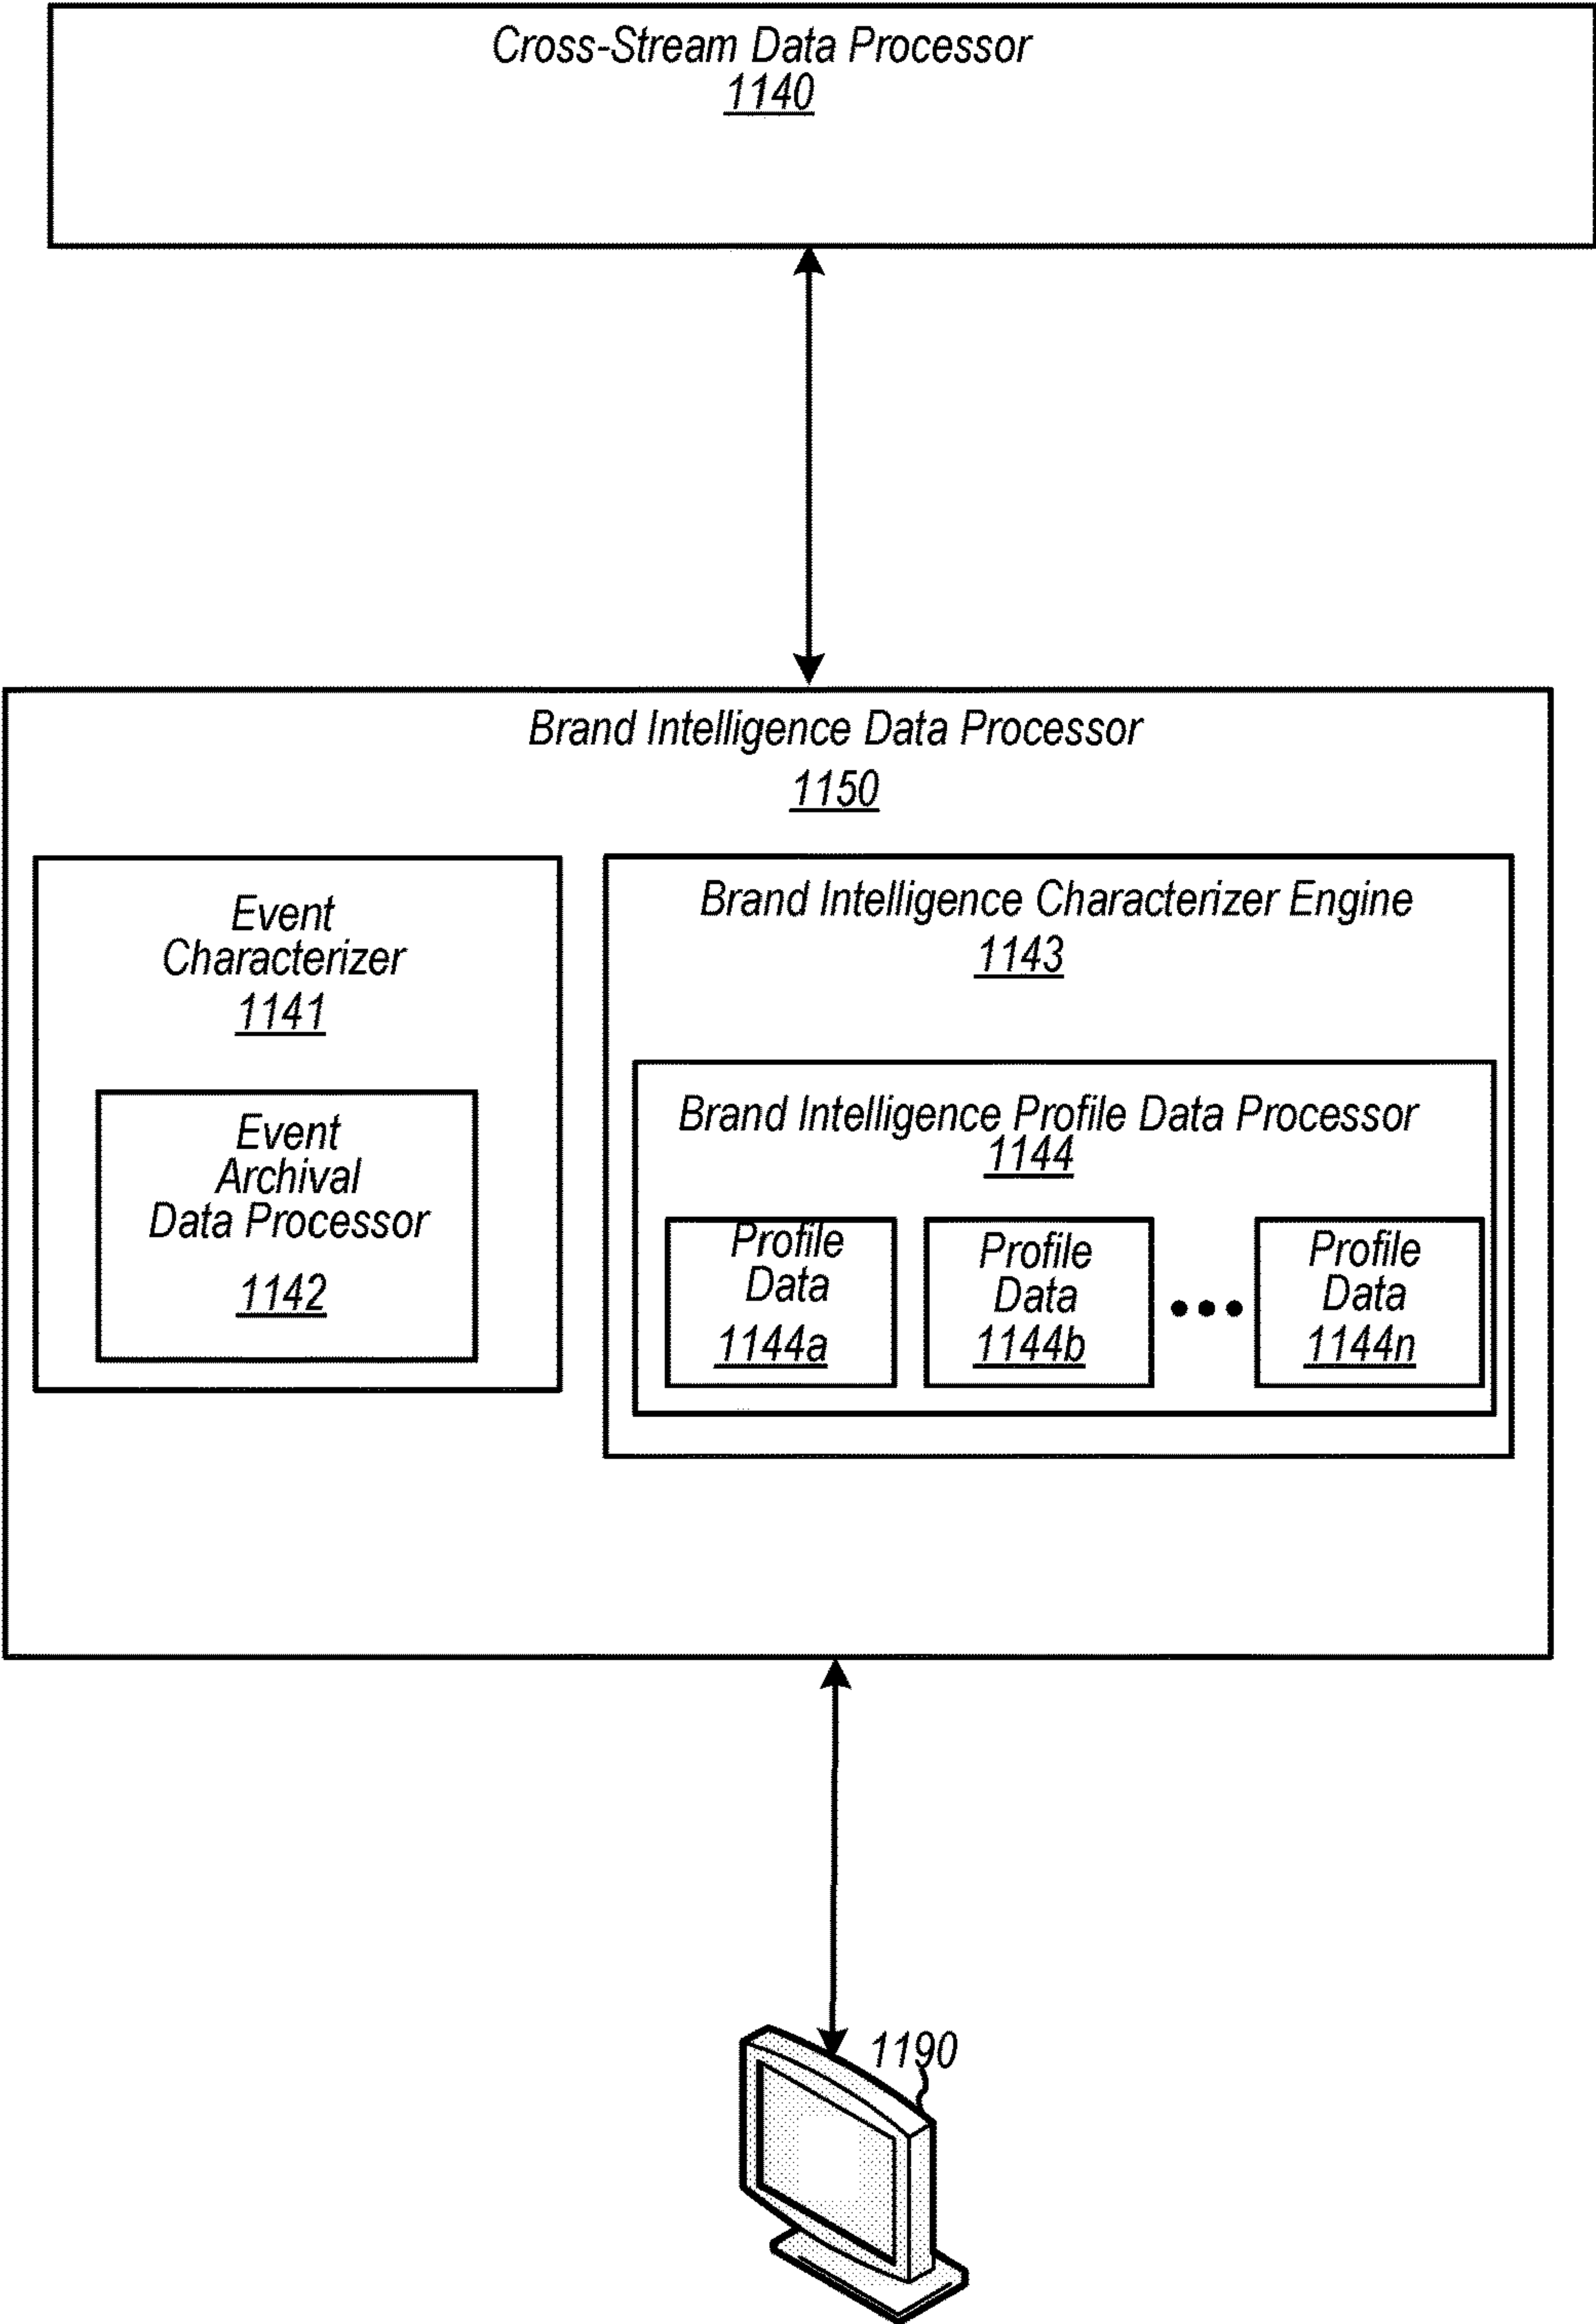 Cross-Stream Data Processor
1140
Brand Intelligence Data Processor
1150
Event
Characterizer
1141
Event
Archival
Data Processor
1142
Brand Intelligence Characterizer Engine
1143
Brand Intelligence Profile Data Processor
1144
Profile
Data
1144a
Profile
Data
1144b
•••
Profile
Data
1144n
1190